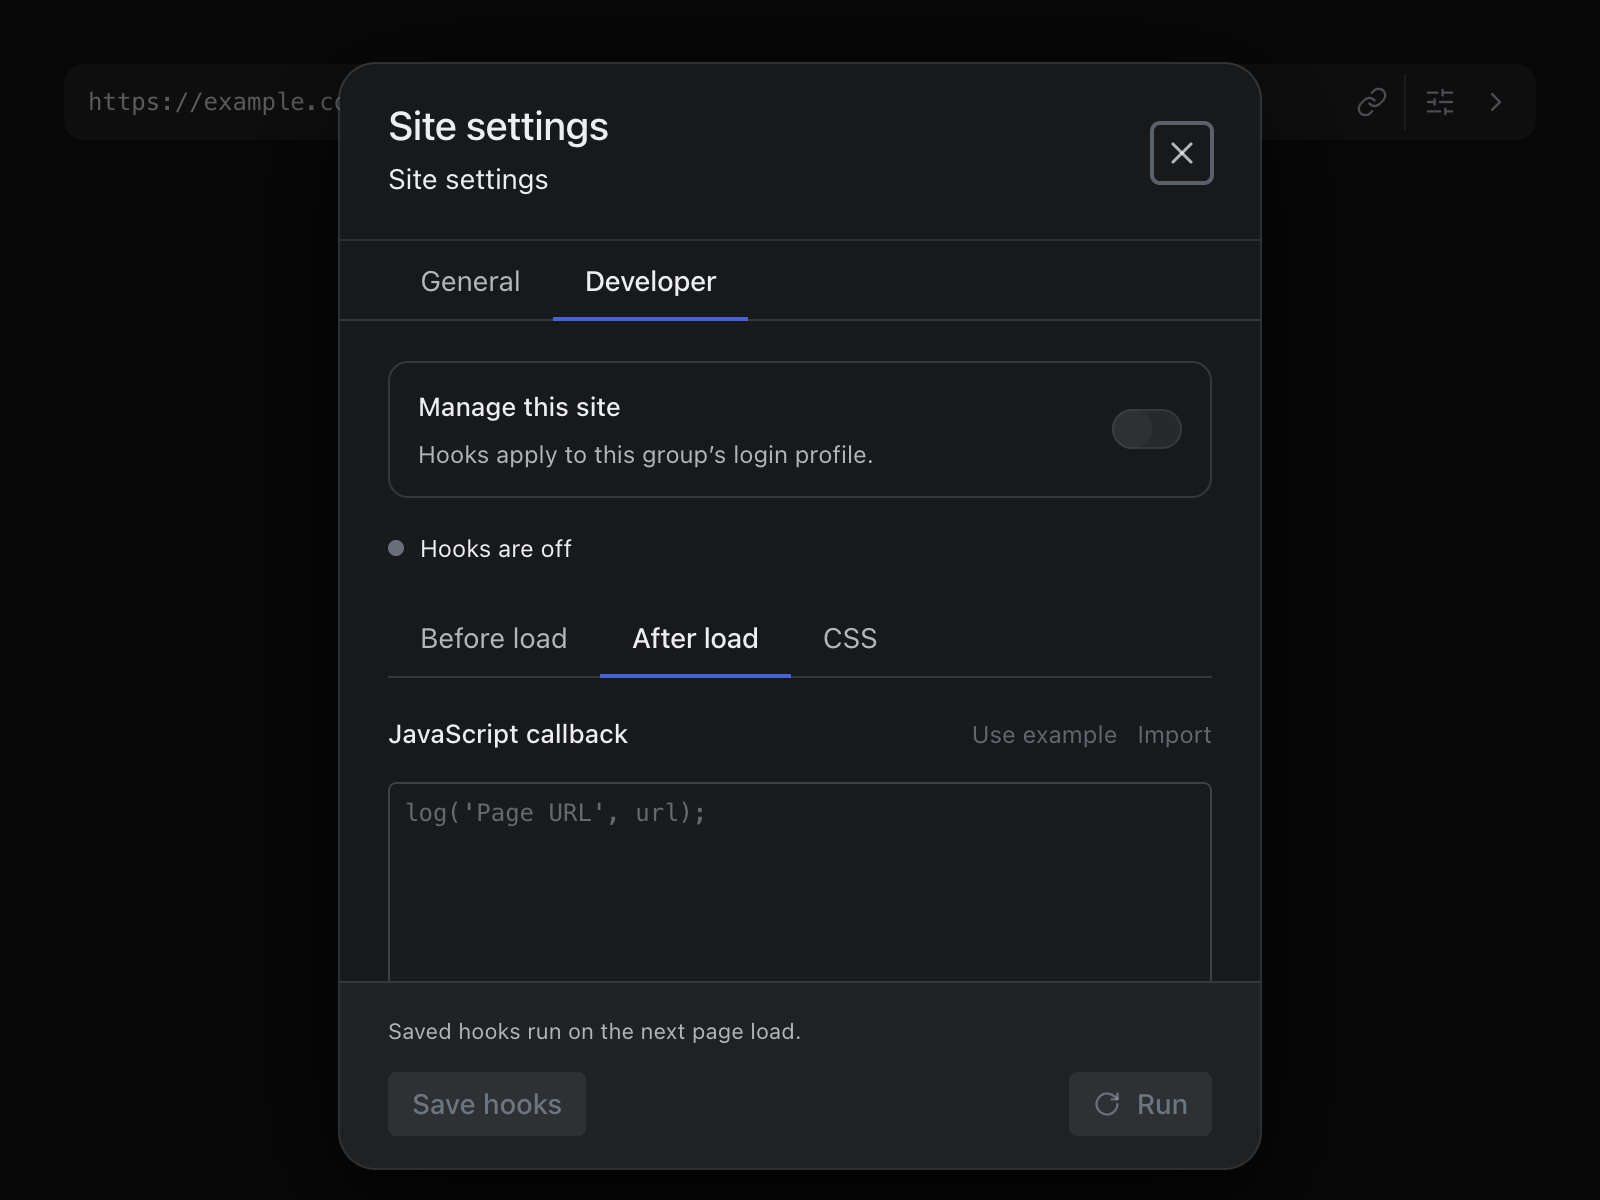 https://example.co
Site settings
Site settings
General Developer
Manage this site
Hooks apply to this group’s login profile.
Hooks are off
Before load After load CSS
JavaScript callback Use example Import
log('Page URL', url);
Saved hooks run on the next page load.
Save hooks Run